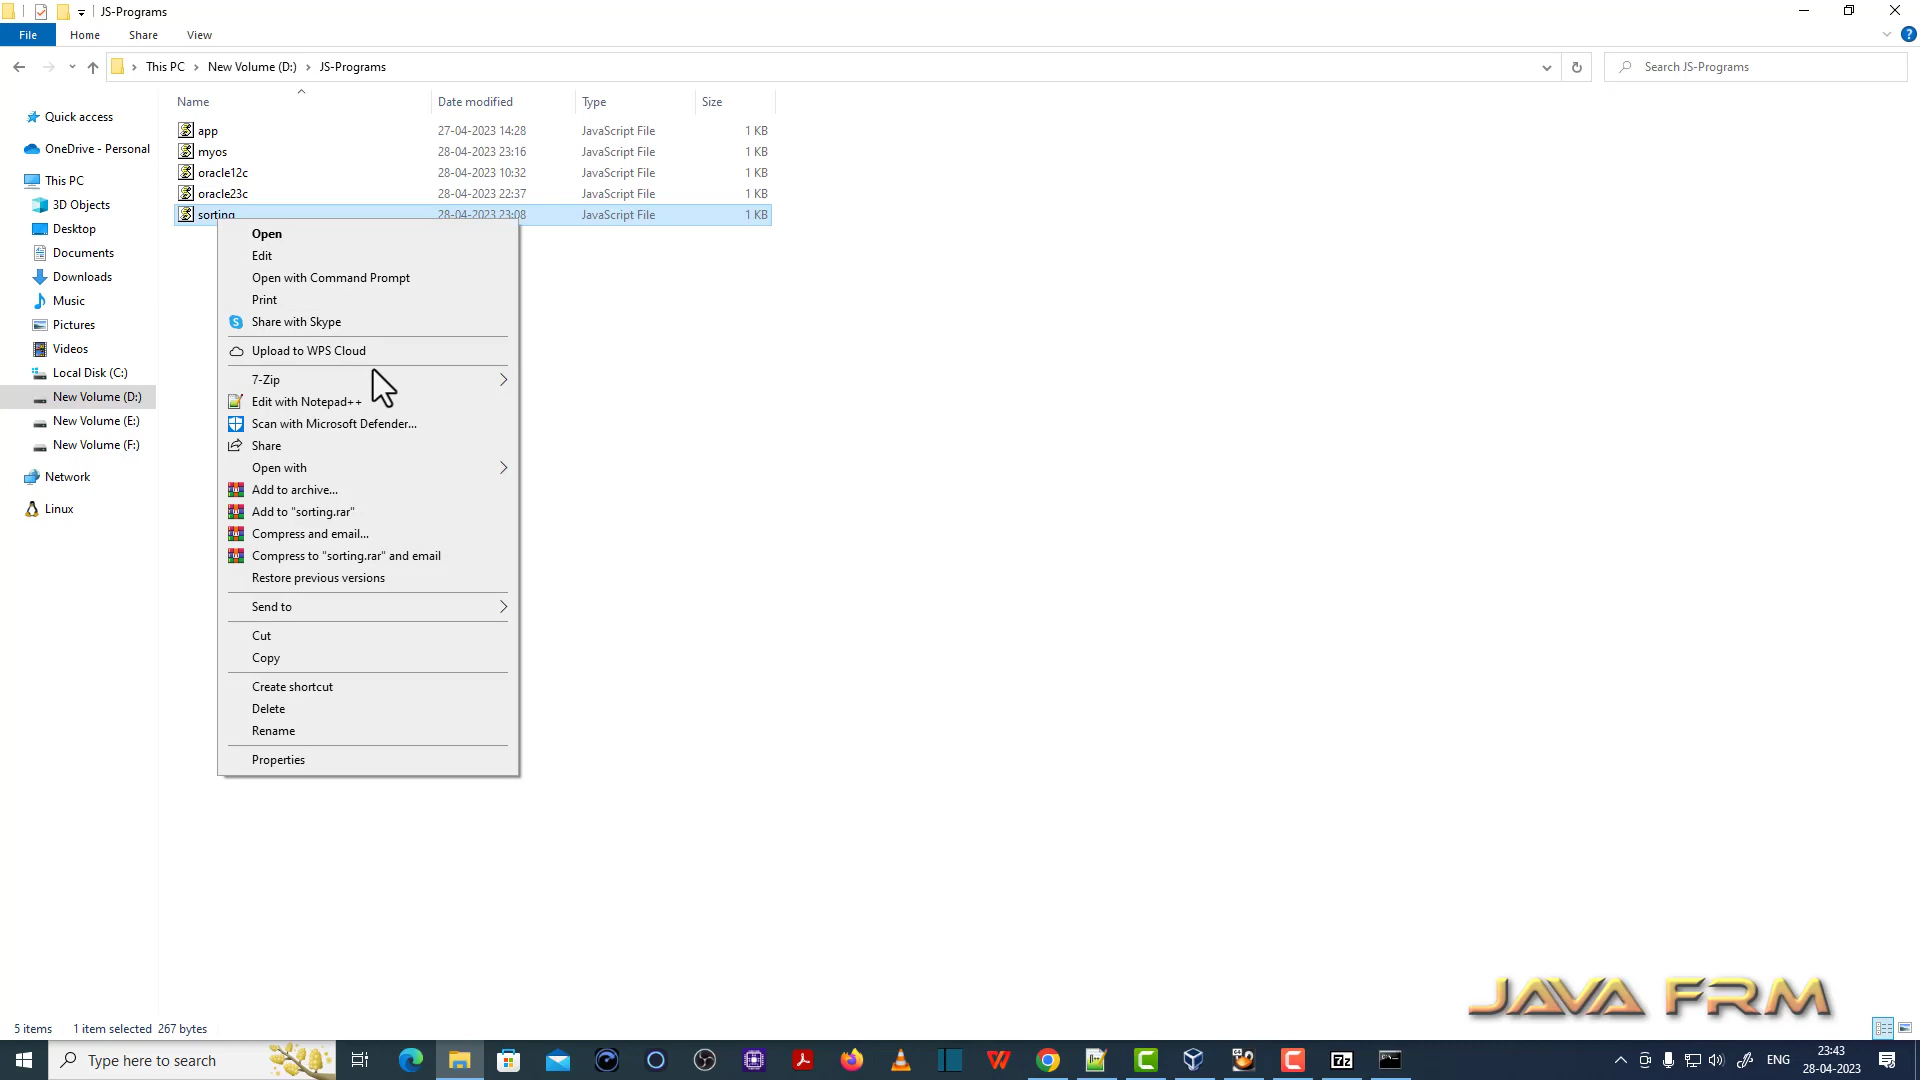 JS-Programs
File Home Share View
This PC New Volume (D:) JS-Programs
Search JS-Programs
Name Date modified Type Size
Quick access
OneDrive - Personal
This PC
3D Objects
Desktop
Documents
Downloads
Music
Pictures
Videos
Local Disk (C:)
New Volume (D:)
New Volume (E:)
New Volume (F:)
Network
Linux
app 27-04-2023 14:28 JavaScript File 1 KB
myos 28-04-2023 23:16 JavaScript File 1 KB
oracle12c 28-04-2023 10:32 JavaScript File 1 KB
oracle23c 28-04-2023 22:37 JavaScript File 1 KB
sorting 28-04-2023 23:08 JavaScript File 1 KB
Open
Edit
Open with Command Prompt
Print
Share with Skype
Upload to WPS Cloud
7-Zip
Edit with Notepad++
Scan with Microsoft Defender...
Share
Open with
Add to archive...
Add to "sorting.rar"
Compress and email...
Compress to "sorting.rar" and email
Restore previous versions
Send to
Cut
Copy
Create shortcut
Delete
Rename
Properties
JAVA FRM
5 items 1 item selected 267 bytes
Type here to search
ENG
23:43
28-04-2023